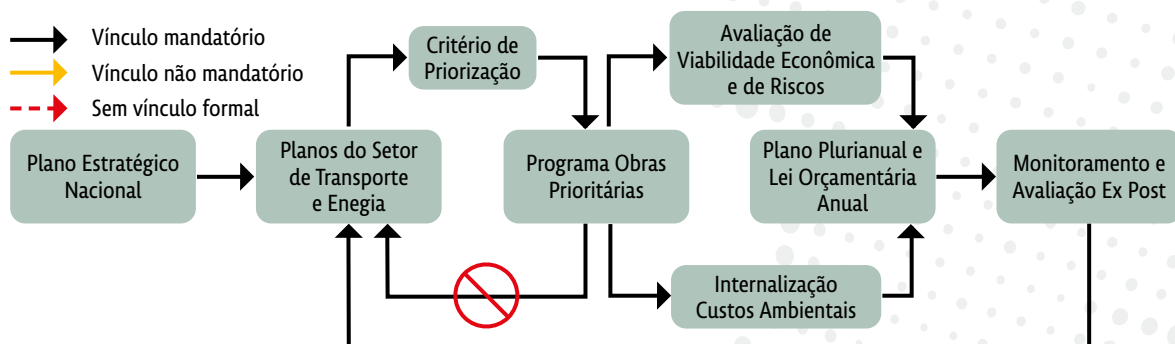 Vínculo mandatório
Vínculo não mandatório
Sem vínculo formal
Plano Estratégico
Nacional
Planos do Setor
de Transporte
e Enegia
Critério de
Priorização
Programa Obras
Prioritárias
Avaliação de
Viabilidade Econômica
e de Riscos
Internalização
Custos Ambientais
Plano Plurianual e
Lei Orçamentária
Anual
Monitoramento e
Avaliação Ex Post